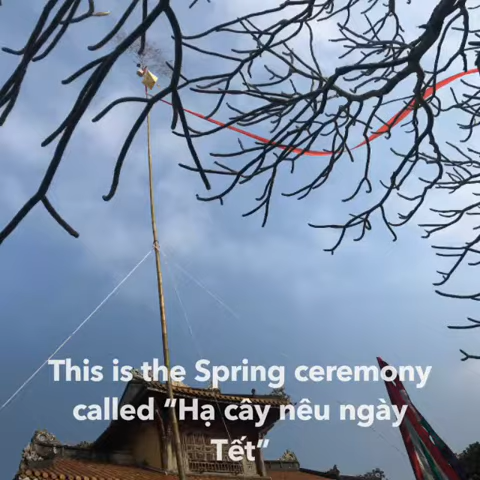 This is the Spring ceremony
called “Hạ cây nêu ngày
Tết”